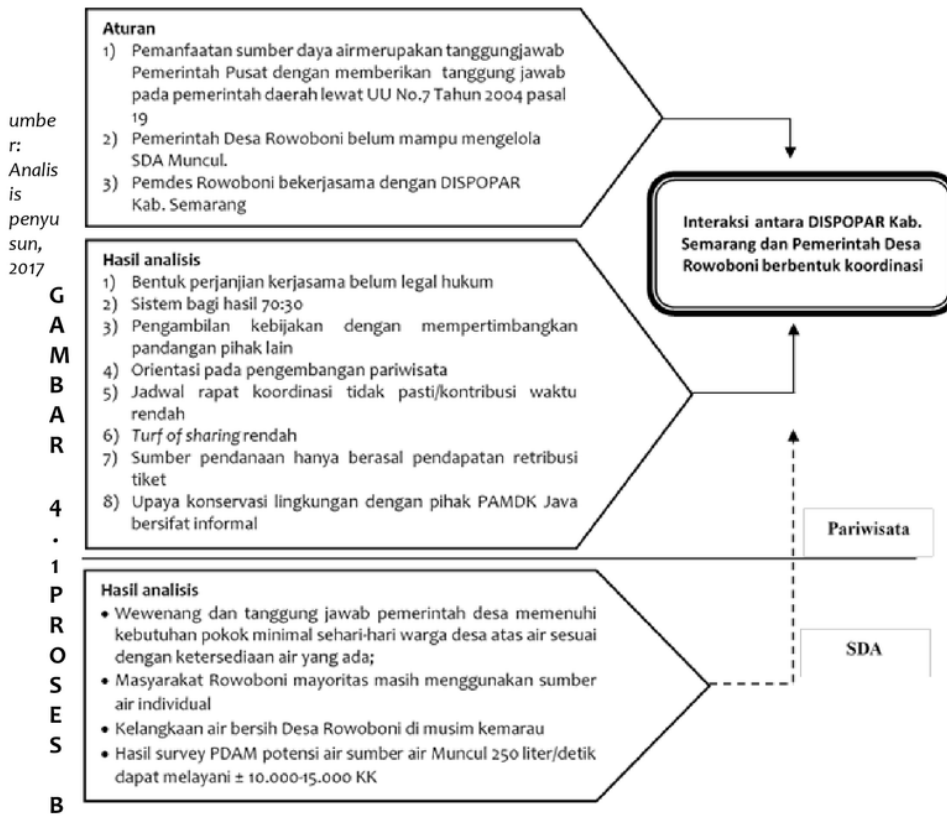 Aturan
1) Pemanfaatan sumber daya airmerupakan tanggungjawab
Pemerintah Pusat dengan memberikan tanggung jawab
pada pemerintah daerah lewat UU No.7 Tahun 2004 pasal
19
2) Pemerintah Desa Rowoboni belum mampu mengelola
SDA Muncul.
3) Pemdes Rowoboni bekerjasama dengan DISPOPAR
Kab. Semarang
umbe
r:
Analis
is
penyu
sun,
2017
Interaksi antara DISPOPAR Kab.
Semarang dan Pemerintah Desa
Rowoboni berbentuk koordinasi
Hasil analisis
1) Bentuk perjanjian kerjasama belum legal hukum
2) Sistem bagi hasil 70:30
3) Pengambilan kebijakan dengan mempertimbangkan
pandangan pihak lain
4) Orientasi pada pengembangan pariwisata
5) Jadwal rapat koordinasi tidak pasti/kontribusi waktu
rendah
6) Turf of sharing rendah
7) Sumber pendanaan hanya berasal pendapatan retribusi
tiket
8) Upaya konservasi lingkungan dengan pihak PAMDK Java
bersifat informal
Pariwisata
SDA
Hasil analisis
• Wewenang dan tanggung jawab pemerintah desa memenuhi
kebutuhan pokok minimal sehari-hari warga desa atas air sesuai
dengan ketersediaan air yang ada;
• Masyarakat Rowoboni mayoritas masih menggunakan sumber
air individual
• Kelangkaan air bersih Desa Rowoboni di musim kemarau
• Hasil survey PDAM potensi air sumber air Muncul 250 liter/detik
dapat melayani ± 10.000-15.000 KK
G
A
M
B
A
R
4
.
1
P
R
O
S
E
S
B